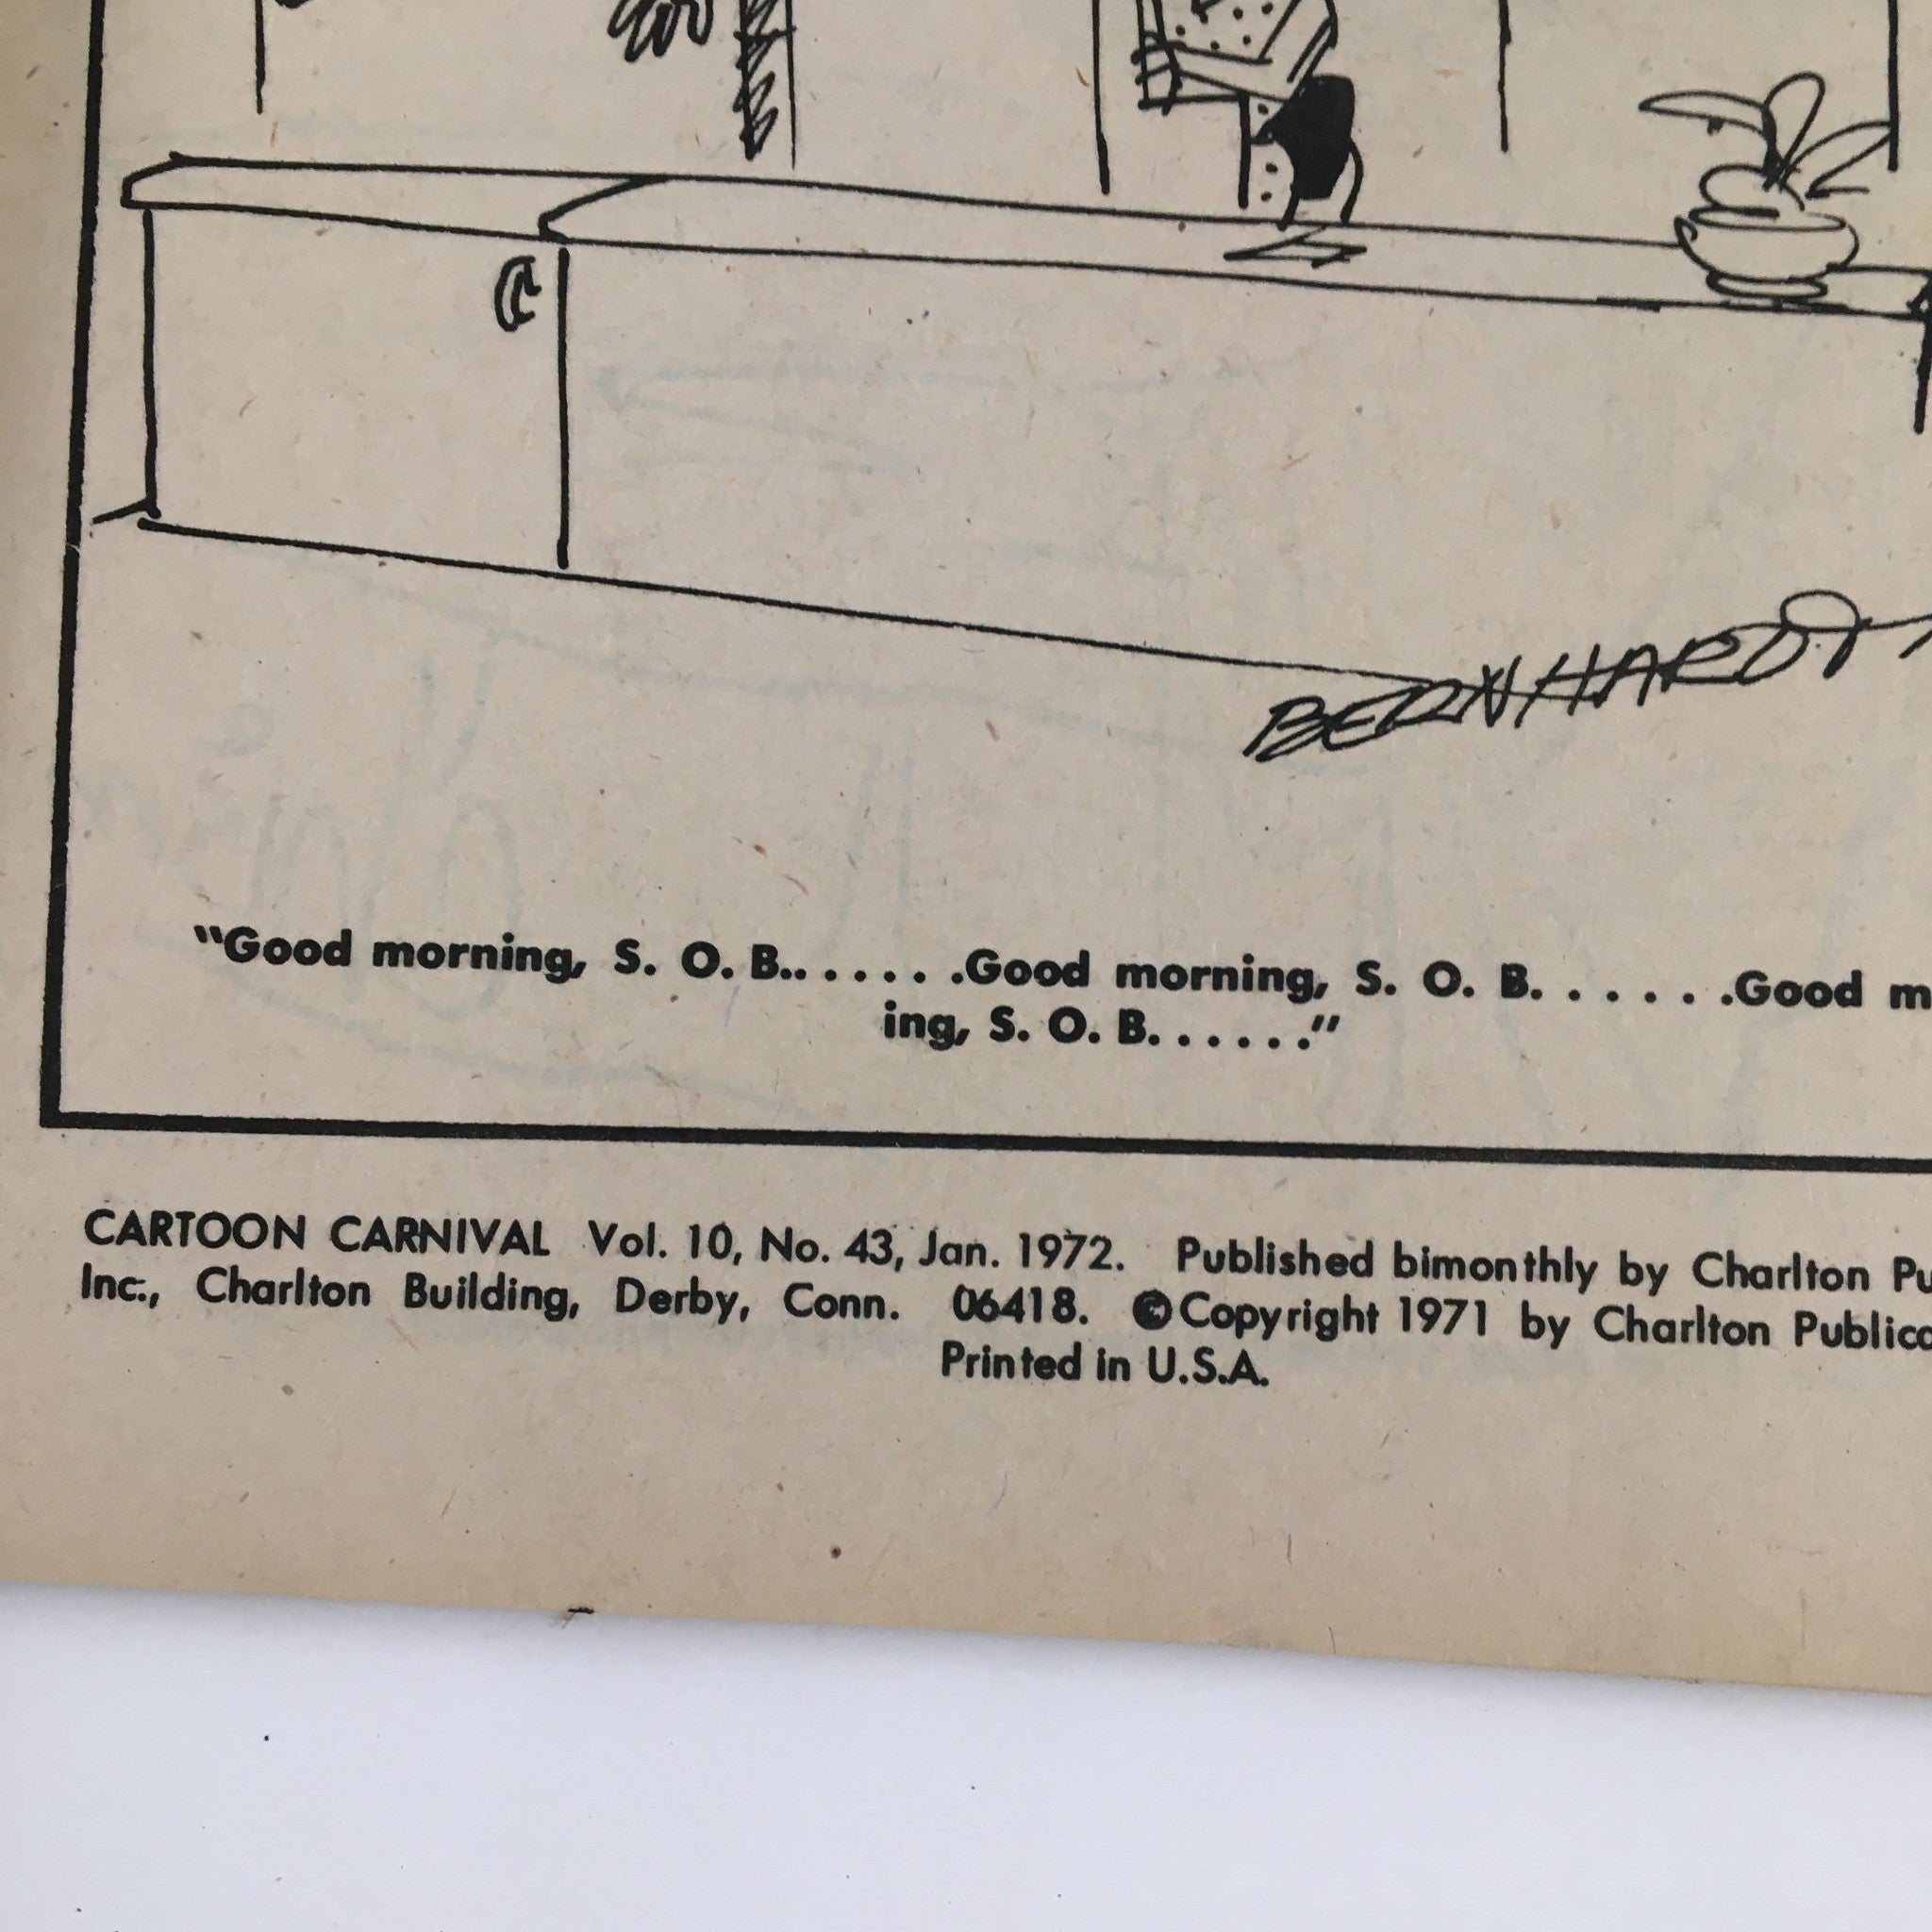 BERNHARDT
"Good morning, S. O. B.. . . . . .Good morning, S. O. B. . . . . . .Good m
ing, S. O. B. . . . . ."
CARTOON CARNIVAL Vol. 10, No. 43, Jan. 1972. Published bimonthly by Charlton Pu
Inc., Charlton Building, Derby, Conn. 06418. ©Copyright 1971 by Charlton Publica
Printed in U.S.A.